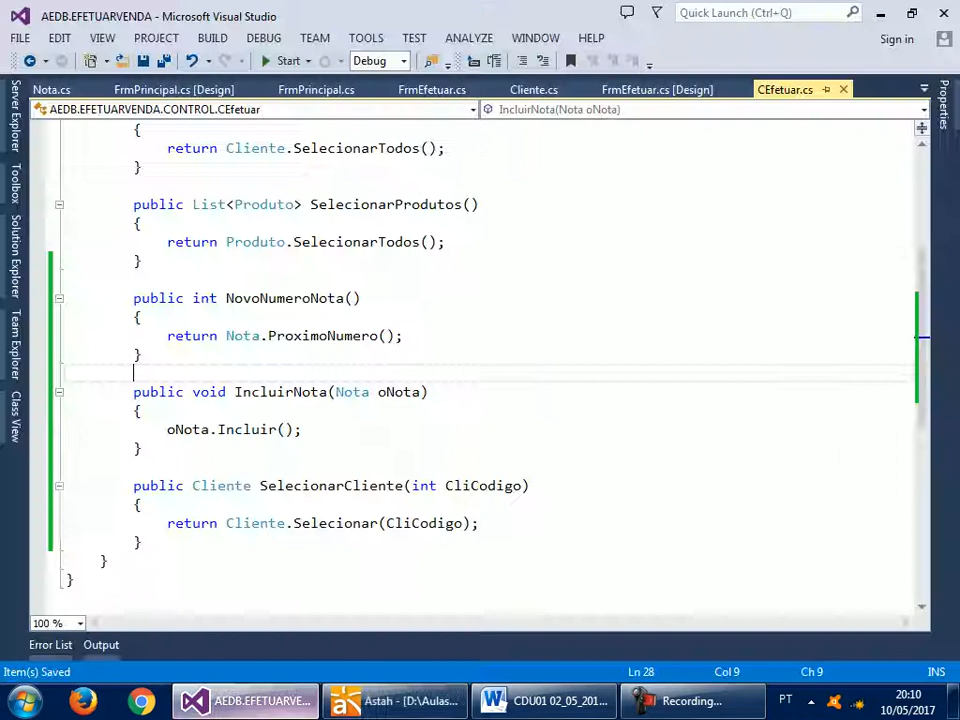 AEDB.EFETUARVENDA - Microsoft Visual Studio
Quick Launch (Ctrl+Q)
FILE EDIT VIEW PROJECT BUILD DEBUG TEAM TOOLS TEST ANALYZE WINDOW HELP
Sign in
Start Debug
Nota.cs FrmPrincipal.cs [Design] FrmPrincipal.cs FrmEfetuar.cs Cliente.cs FrmEfetuar.cs [Design] CEfetuar.cs
AEDB.EFETUARVENDA.CONTROL.CEfetuar IncluirNota(Nota oNota)
Server Explorer
Toolbox
Solution Explorer
Team Explorer
Class View
Properties
{
return Cliente.SelecionarTodos();
}
public List<Produto> SelecionarProdutos()
{
return Produto.SelecionarTodos();
}
public int NovoNumeroNota()
{
return Nota.ProximoNumero();
}
public void IncluirNota(Nota oNota)
{
oNota.Incluir();
}
public Cliente SelecionarCliente(int CliCodigo)
{
return Cliente.Selecionar(CliCodigo);
}
}
}
100 %
Error List Output
Item(s) Saved Ln 28 Col 9 Ch 9 INS
AEDB.EFETUARVE... Astah - [D:\Aulas... CDU01 02_05_201... Recording... PT 20:10
10/05/2017